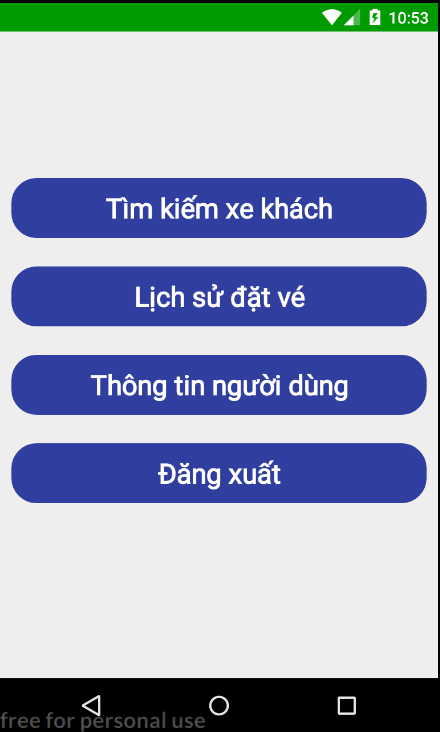 10:53
Tìm kiếm xe khách
Lịch sử đặt vé
Thông tin người dùng
Đăng xuất
free for personal use